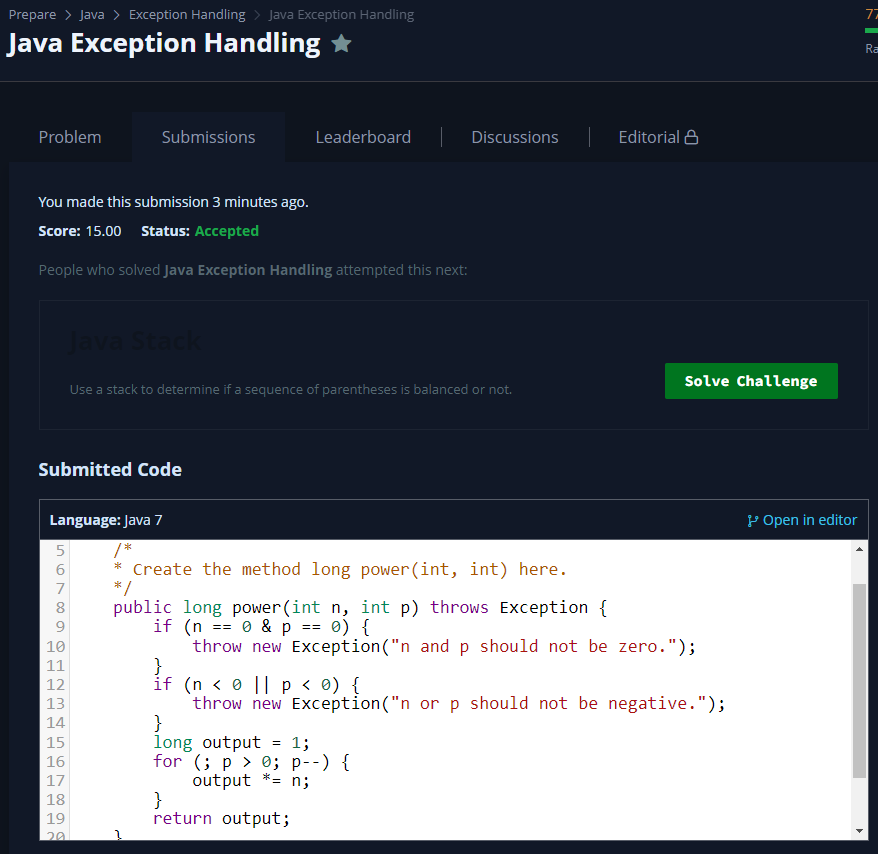 Prepare > Java > Exception Handling > Java Exception Handling
77
Java Exception Handling
Ra
Problem Submissions Leaderboard Discussions Editorial
You made this submission 3 minutes ago.
Score: 15.00 Status: Accepted
People who solved Java Exception Handling attempted this next:
Java Stack
Use a stack to determine if a sequence of parentheses is balanced or not.
Solve Challenge
Submitted Code
Language: Java 7 Open in editor
5 /*
6 * Create the method long power(int, int) here.
7 */
8 public long power(int n, int p) throws Exception {
9 if (n == 0 & p == 0) {
10 throw new Exception("n and p should not be zero.");
11 }
12 if (n < 0 || p < 0) {
13 throw new Exception("n or p should not be negative.");
14 }
15 long output = 1;
16 for (; p > 0; p--) {
17 output *= n;
18 }
19 return output;
20 }